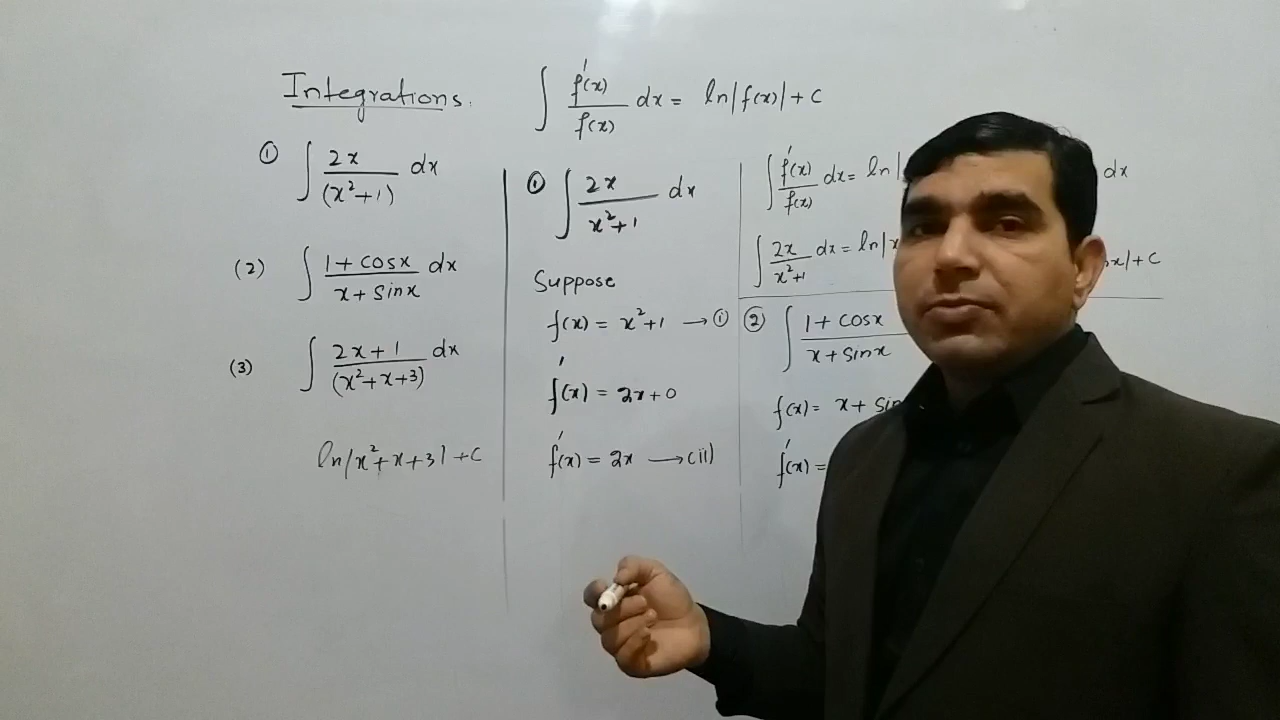 Integrations.
∫ f'(x)/f(x) dx = ln|f(x)| + C
① ∫ 2x/(x²+1) dx
(2) ∫ 1+cosx/x+sinx dx
(3) ∫ 2x+1/(x²+x+3) dx
ln|x²+x+3|+C
① ∫ 2x/x²+1 dx
Suppose
f(x) = x²+1 → ①
f'(x) = 2x+0
f'(x) = 2x → (ii)
∫ f'(x)/f(x) dx = ln| dx
∫ 2x/x²+1 dx = ln|x x|+C
② ∫ 1+cosx/x+sinx
f(x) = x+sin
f'(x) =